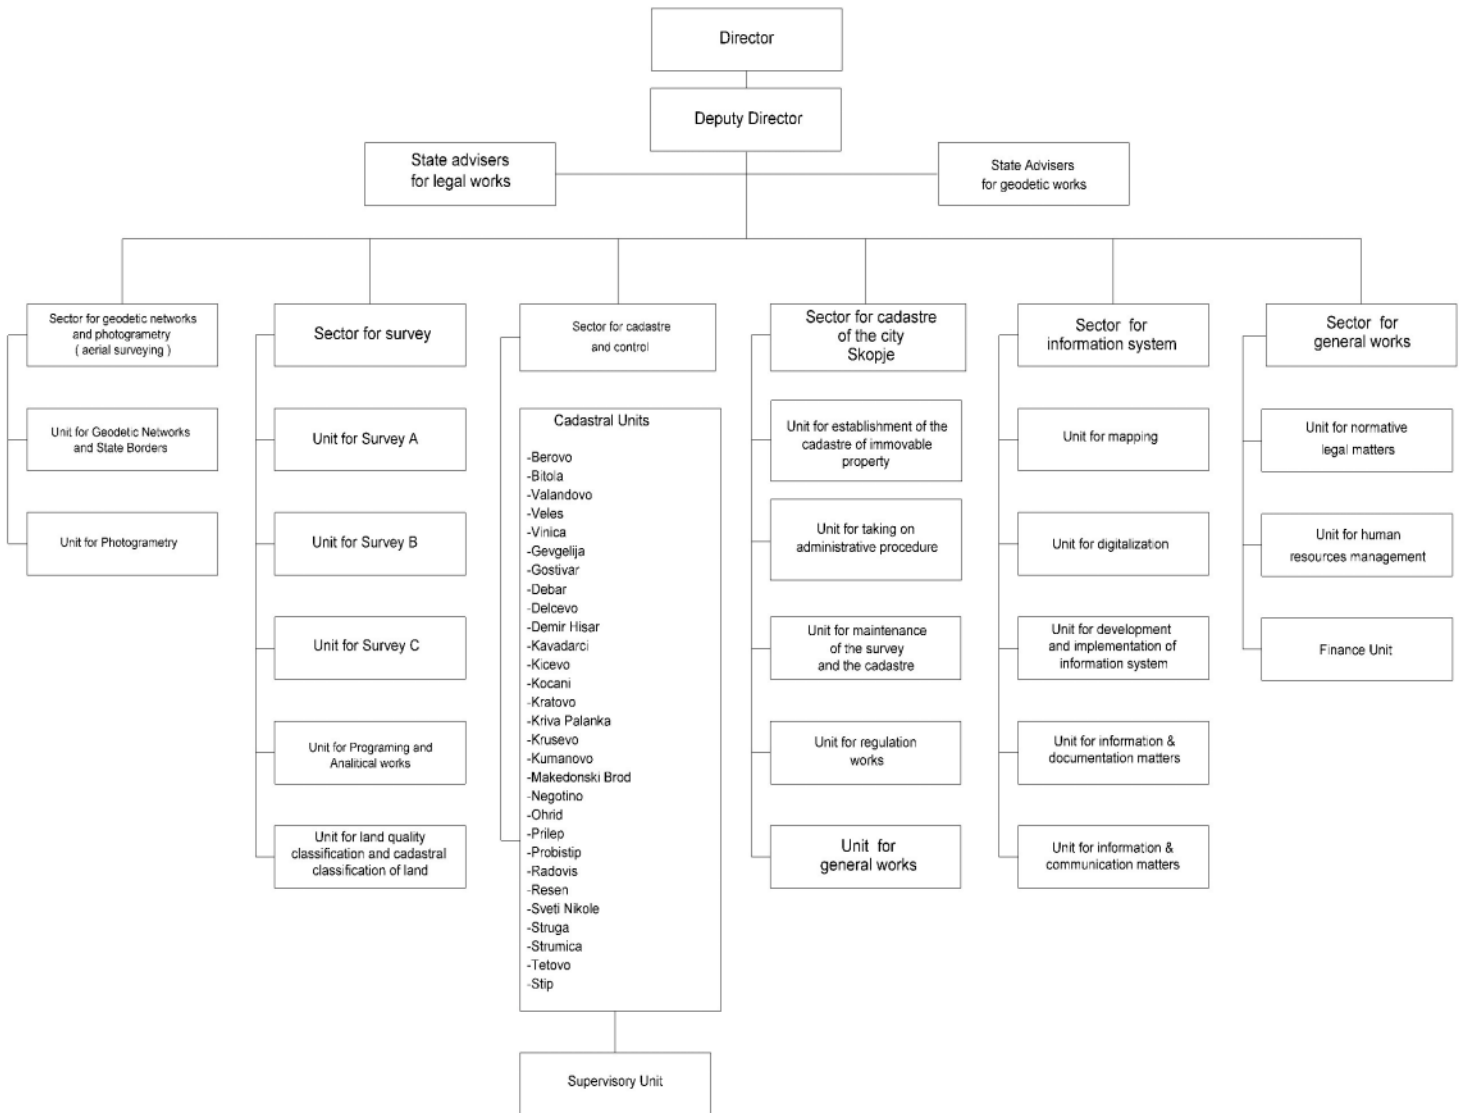 Director
Deputy Director
State advisers
for legal works
State Advisers
for geodetic works
Sector for geodetic networks
and photogrametry
( aerial surveying )
Unit for Geodetic Networks
and State Borders
Unit for Photogrametry
Sector for survey
Unit for Survey A
Unit for Survey B
Unit for Survey C
Unit for Programing and
Analitical works
Unit for land quality
classification and cadastral
classification of land
Sector for cadastre
and control
Cadastral Units
-Berovo
-Bitola
-Valandovo
-Veles
-Vinica
-Gevgelija
-Gostivar
-Debar
-Delcevo
-Demir Hisar
-Kavadarci
-Kicevo
-Kocani
-Kratovo
-Kriva Palanka
-Krusevo
-Kumanovo
-Makedonski Brod
-Negotino
-Ohrid
-Prilep
-Probistip
-Radovis
-Resen
-Sveti Nikole
-Struga
-Strumica
-Tetovo
-Stip
Supervisory Unit
Sector for cadastre
of the city
Skopje
Unit for establishment of the
cadastre of immovable
property
Unit for taking on
administrative procedure
Unit for maintenance
of the survey
and the cadastre
Unit for regulation
works
Unit for
general works
Sector for
information system
Unit for mapping
Unit for digitalization
Unit for development
and implementation of
information system
Unit for information &
documentation matters
Unit for information &
communication matters
Sector for
general works
Unit for normative
legal matters
Unit for human
resources management
Finance Unit